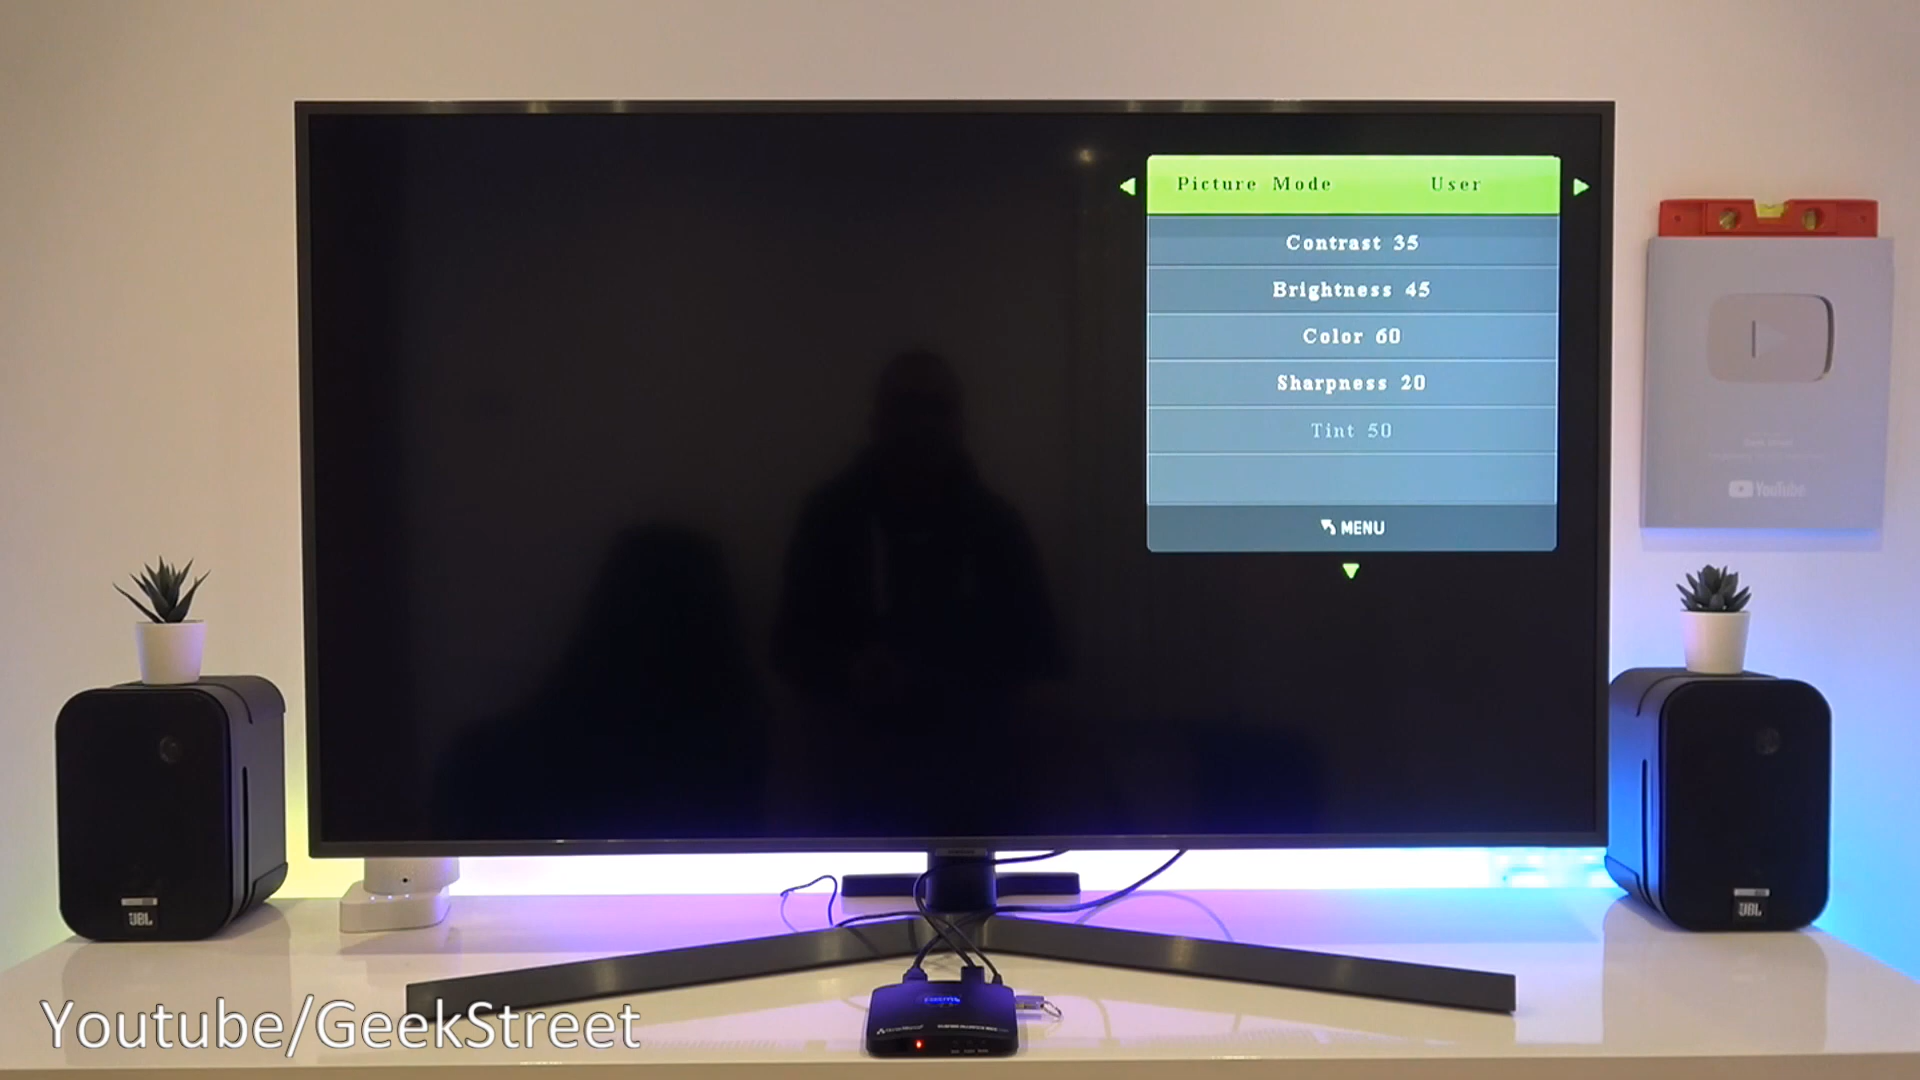 Picture Mode User
Contrast 35
Brightness 45
Color 60
Sharpness 20
Tint 50
MENU
YouTube
JBL
JBL
Youtube/GeekStreet